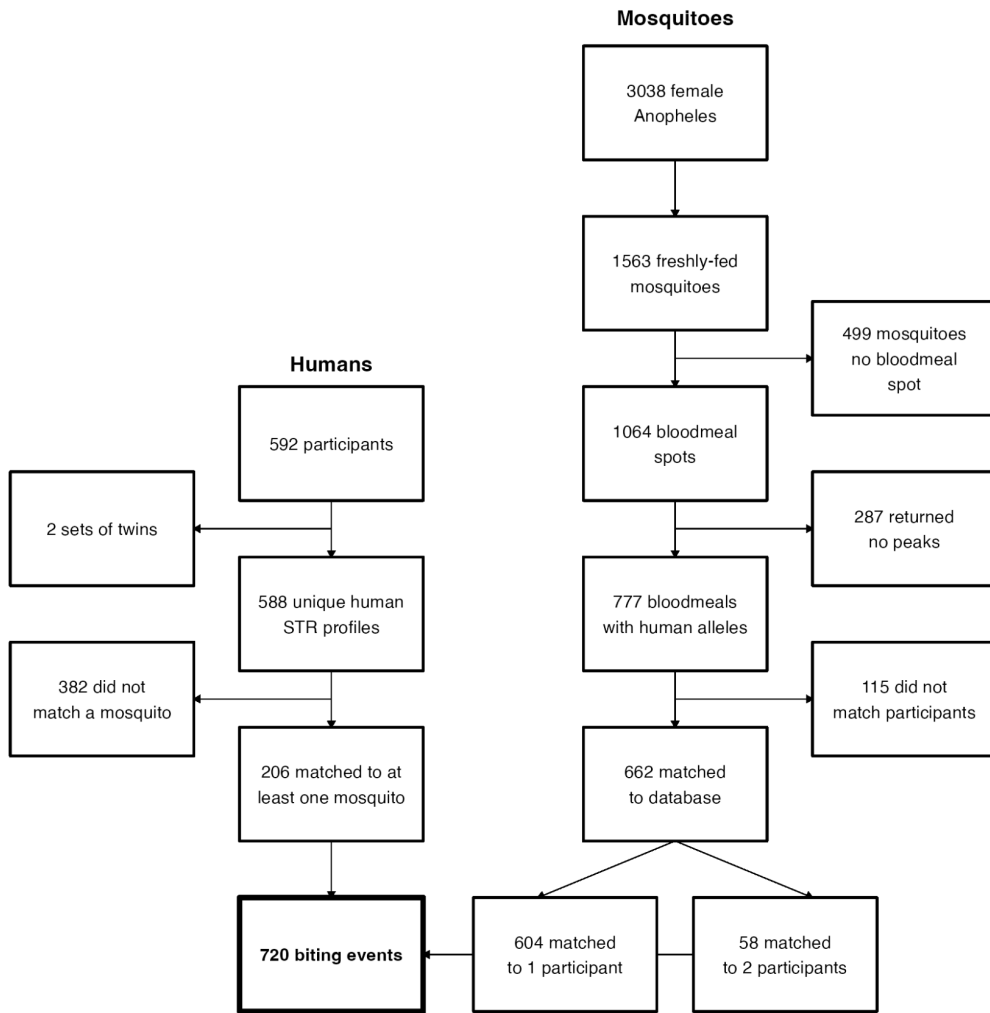 Mosquitoes
3038 female
Anopheles
1563 freshly-fed
mosquitoes
499 mosquitoes
no bloodmeal
spot
Humans
592 participants
1064 bloodmeal
spots
2 sets of twins
287 returned
no peaks
588 unique human
STR profiles
777 bloodmeals
with human alleles
382 did not
match a mosquito
115 did not
match participants
206 matched to at
least one mosquito
662 matched
to database
720 biting events
604 matched
to 1 participant
58 matched
to 2 participants